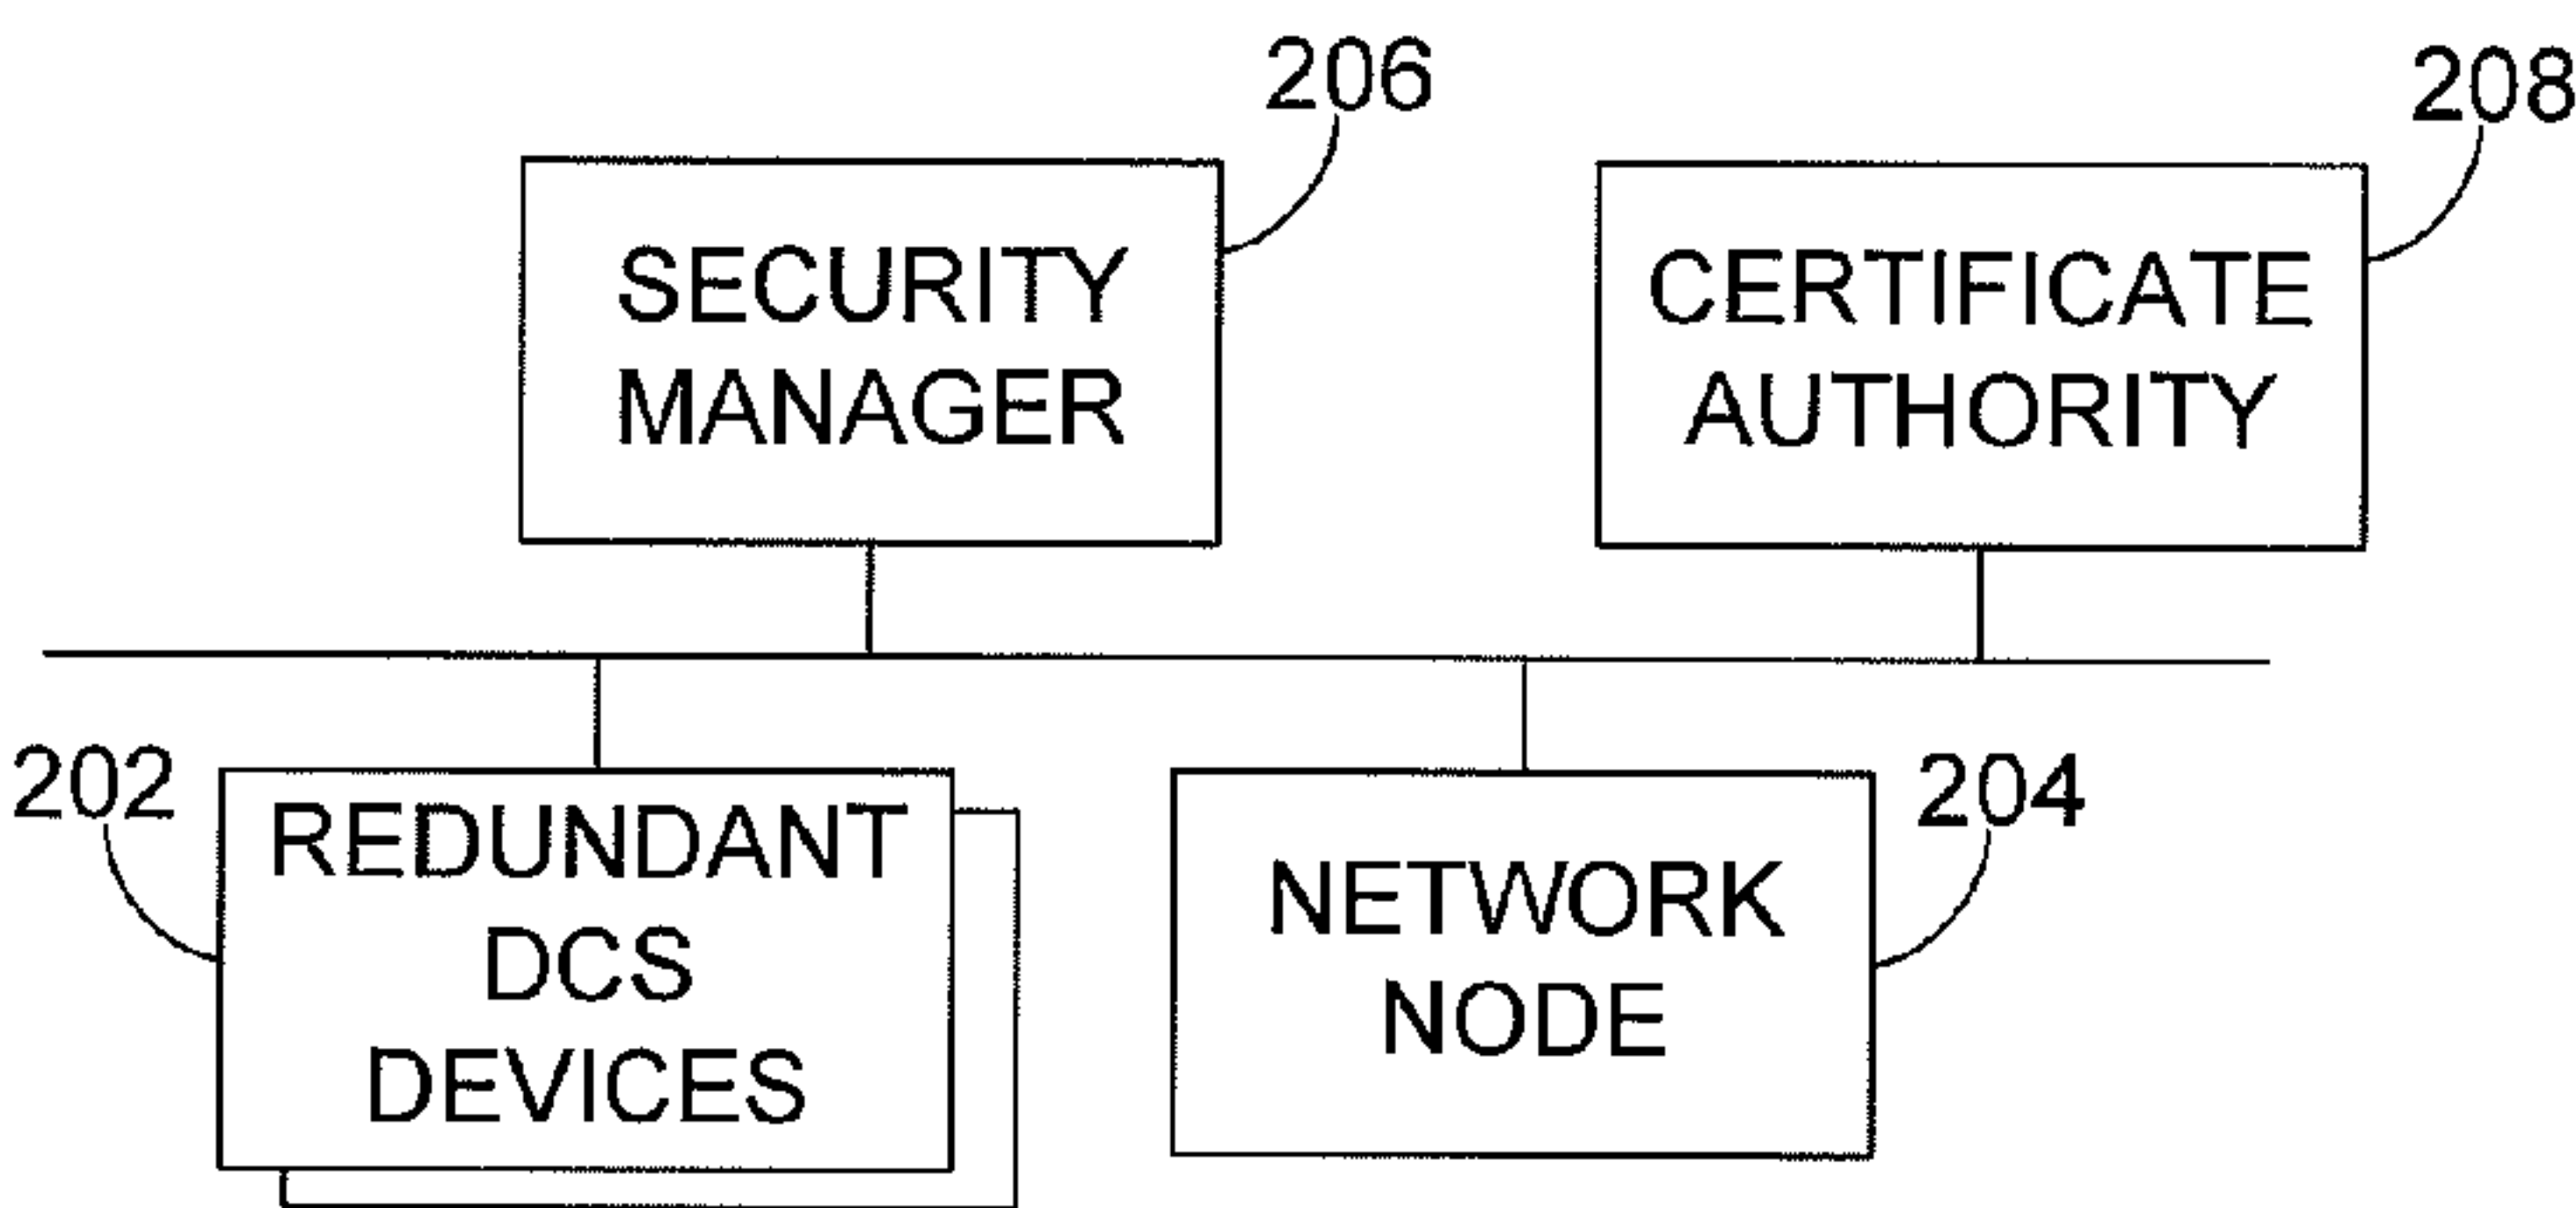 206
208
SECURITY
MANAGER
CERTIFICATE
AUTHORITY
202
REDUNDANT
DCS
DEVICES
204
NETWORK
NODE